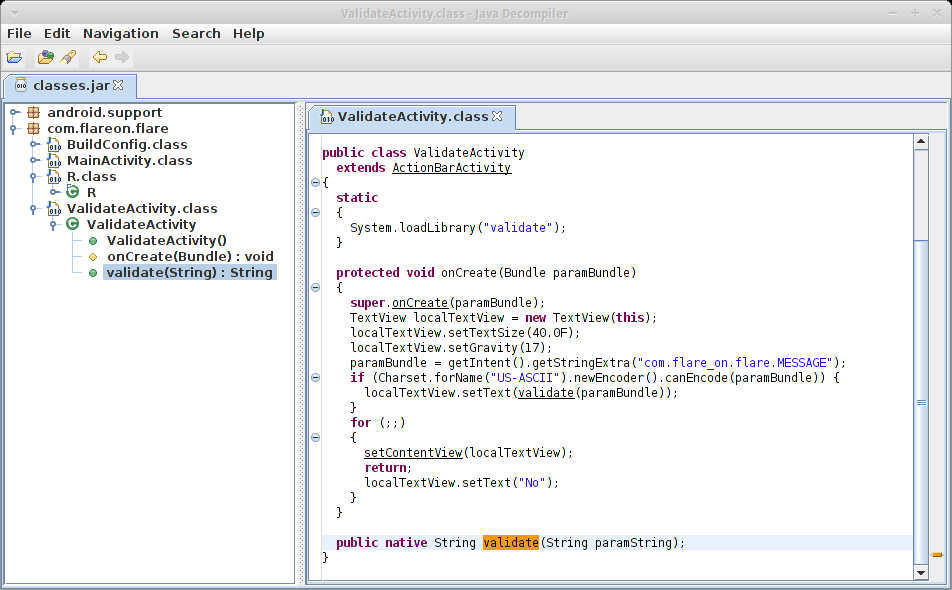 ValidateActivity.class - Java Decompiler
File Edit Navigation Search Help
classes.jar
android.support
com.flareon.flare
BuildConfig.class
MainActivity.class
R.class
R
ValidateActivity.class
ValidateActivity
ValidateActivity()
onCreate(Bundle) : void
validate(String) : String
ValidateActivity.class
public class ValidateActivity
extends ActionBarActivity
{
static
{
System.loadLibrary("validate");
}
protected void onCreate(Bundle paramBundle)
{
super.onCreate(paramBundle);
TextView localTextView = new TextView(this);
localTextView.setTextSize(40.0F);
localTextView.setGravity(17);
paramBundle = getIntent().getStringExtra("com.flare_on.flare.MESSAGE");
if (Charset.forName("US-ASCII").newEncoder().canEncode(paramBundle)) {
localTextView.setText(validate(paramBundle));
}
for (;;)
{
setContentView(localTextView);
return;
localTextView.setText("No");
}
}
public native String validate(String paramString);
}